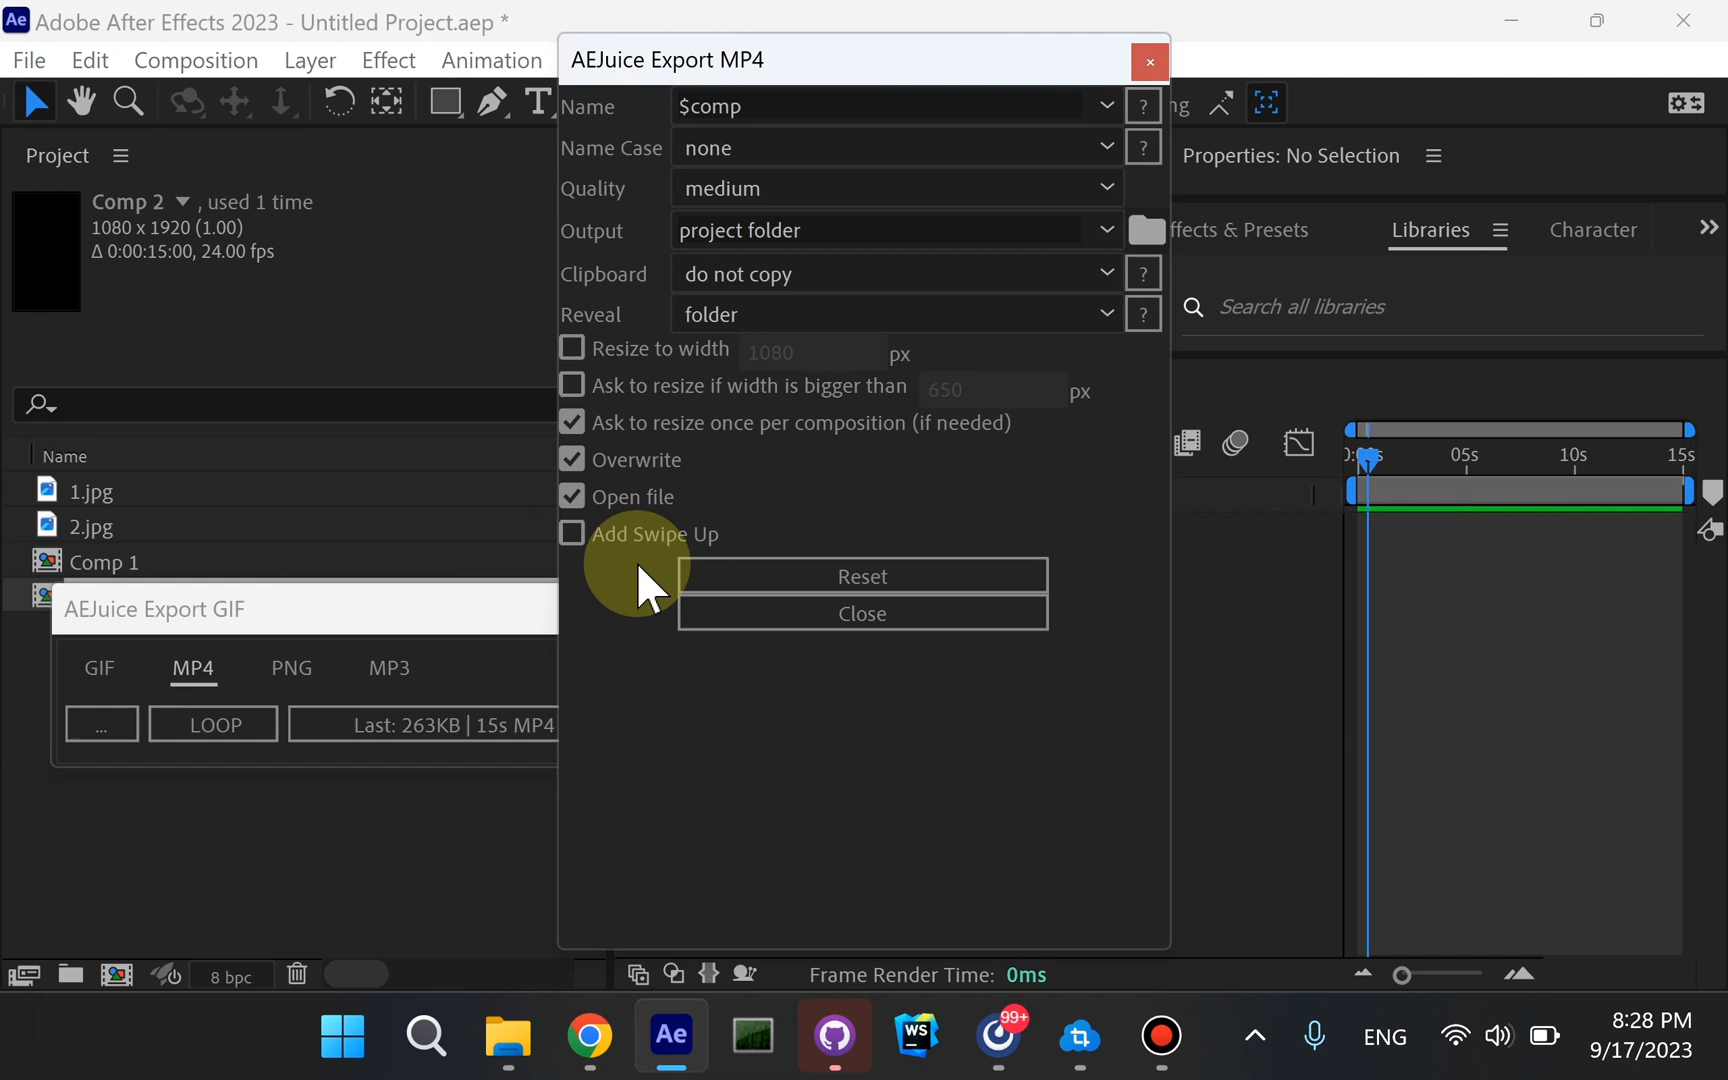 Ae Adobe After Effects 2023 - Untitled Project.aep *
File Edit Composition Layer Effect Animation
AEJuice Export MP4
Project
Comp 2 , used 1 time
1080 x 1920 (1.00)
Δ 0:00:15:00, 24.00 fps
Name
1.jpg
2.jpg
Comp 1
AEJuice Export GIF
GIF MP4 PNG MP3
... LOOP Last: 263KB | 15s MP4
Name $comp ?
Name Case none ?
Quality medium
Output project folder
Clipboard do not copy ?
Reveal folder ?
Resize to width 1080 px
Ask to resize if width is bigger than 650 px
Ask to resize once per composition (if needed)
Overwrite
Open file
Add Swipe Up
Reset
Close
ng
Properties: No Selection
ffects & Presets Libraries Character
Search all libraries
05s 10s 15s
8 bpc
Frame Render Time: 0ms
Ae WS 99+ ENG 8:28 PM
9/17/2023